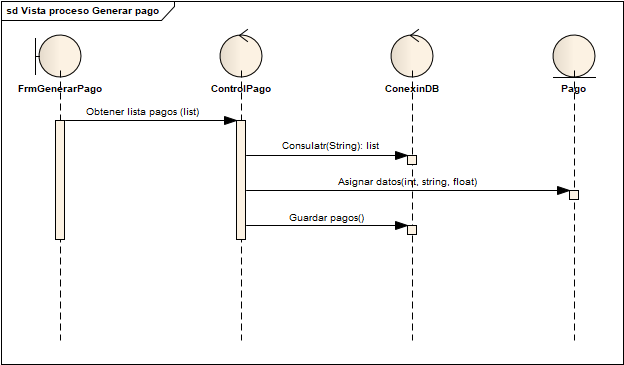 sd Vista proceso Generar pago
FrmGenerarPago
ControlPago
ConexinDB
Pago
Obtener lista pagos (list)
Consulatr(String): list
Asignar datos(int, string, float)
Guardar pagos()